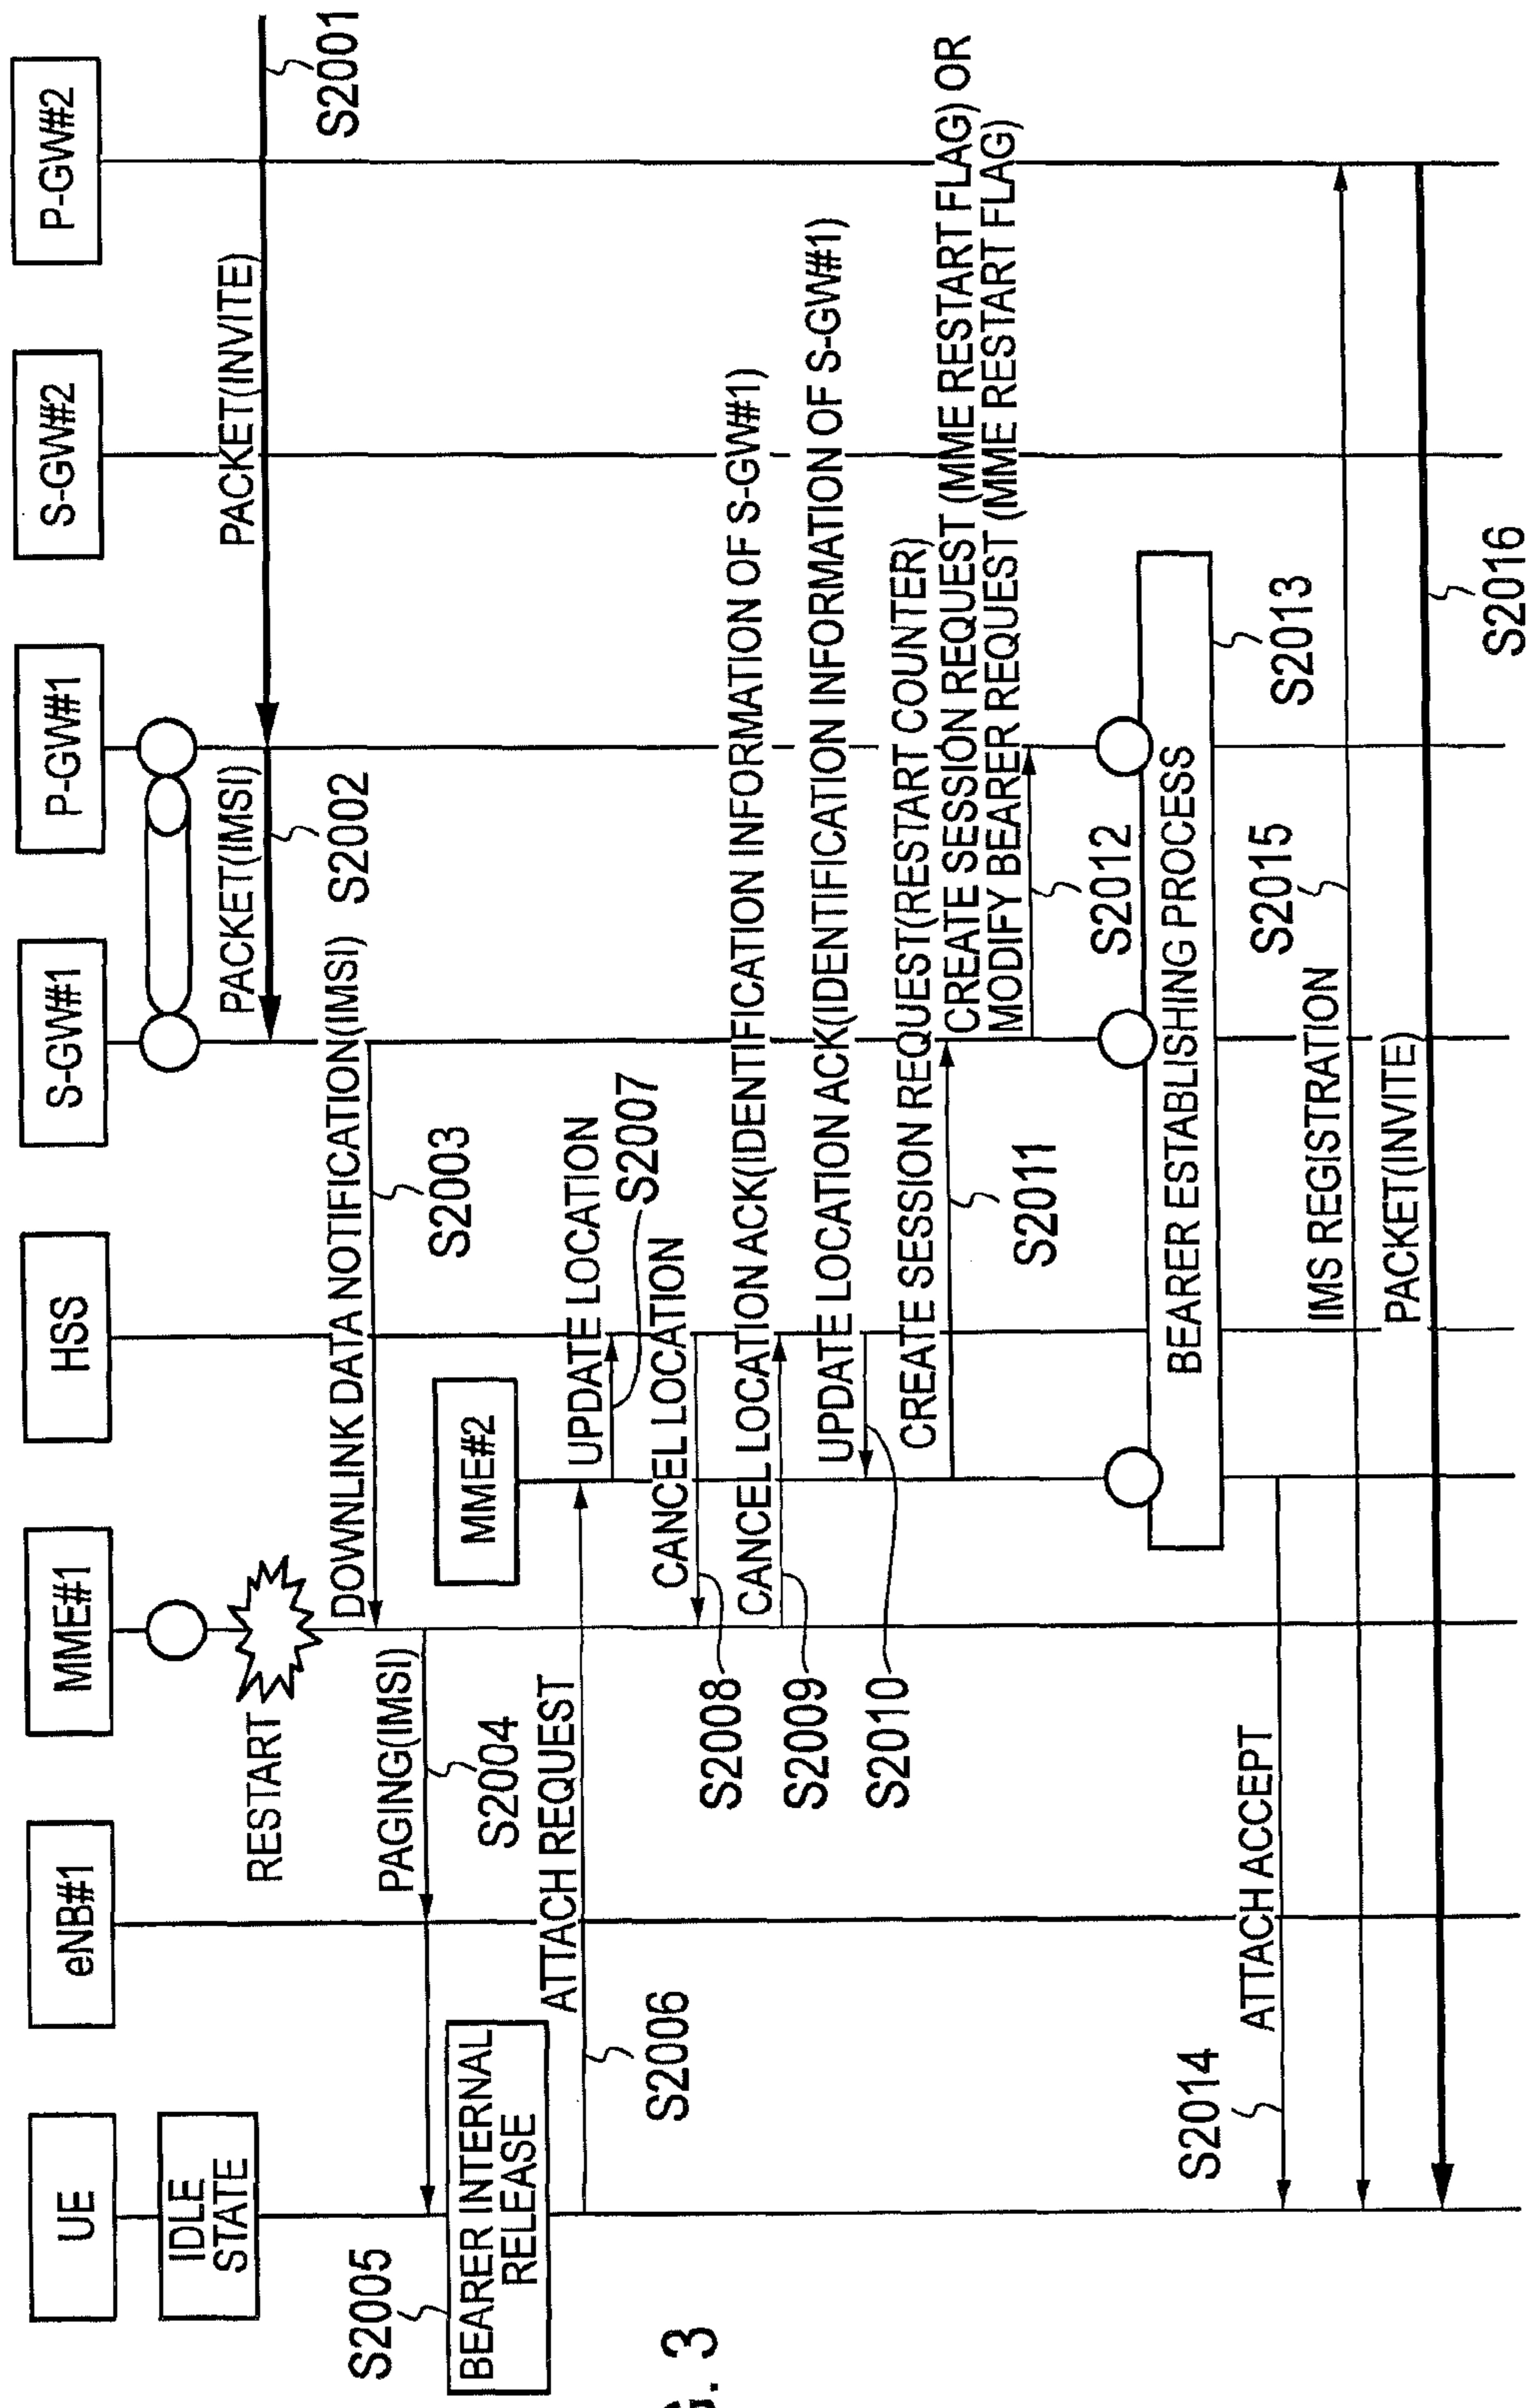 UE
eNB#1
MME#1
HSS
S-GW#1
P-GW#1
S-GW#2
P-GW#2
IDLE
STATE
RESTART
PACKET(INVITE)
S2001
PACKET(IMSI)
S2002
DOWNLINK DATA NOTIFICATION(IMSI)
S2003
PAGING(IMSI)
S2004
S2005
BEARER INTERNAL
RELEASE
MME#2
ATTACH REQUEST
S2006
UPDATE LOCATION
S2007
CANCEL LOCATION
S2008
CANCEL LOCATION ACK(IDENTIFICATION INFORMATION OF S-GW#1)
S2009
UPDATE LOCATION ACK(IDENTIFICATION INFORMATION OF S-GW#1)
S2010
CREATE SESSION REQUEST(RESTART COUNTER)
S2011
CREATE SESSION REQUEST (MME RESTART FLAG) OR
MODIFY BEARER REQUEST (MME RESTART FLAG)
S2012
BEARER ESTABLISHING PROCESS
S2013
ATTACH ACCEPT
S2014
IMS REGISTRATION
S2015
PACKET(INVITE)
S2016
G. 3